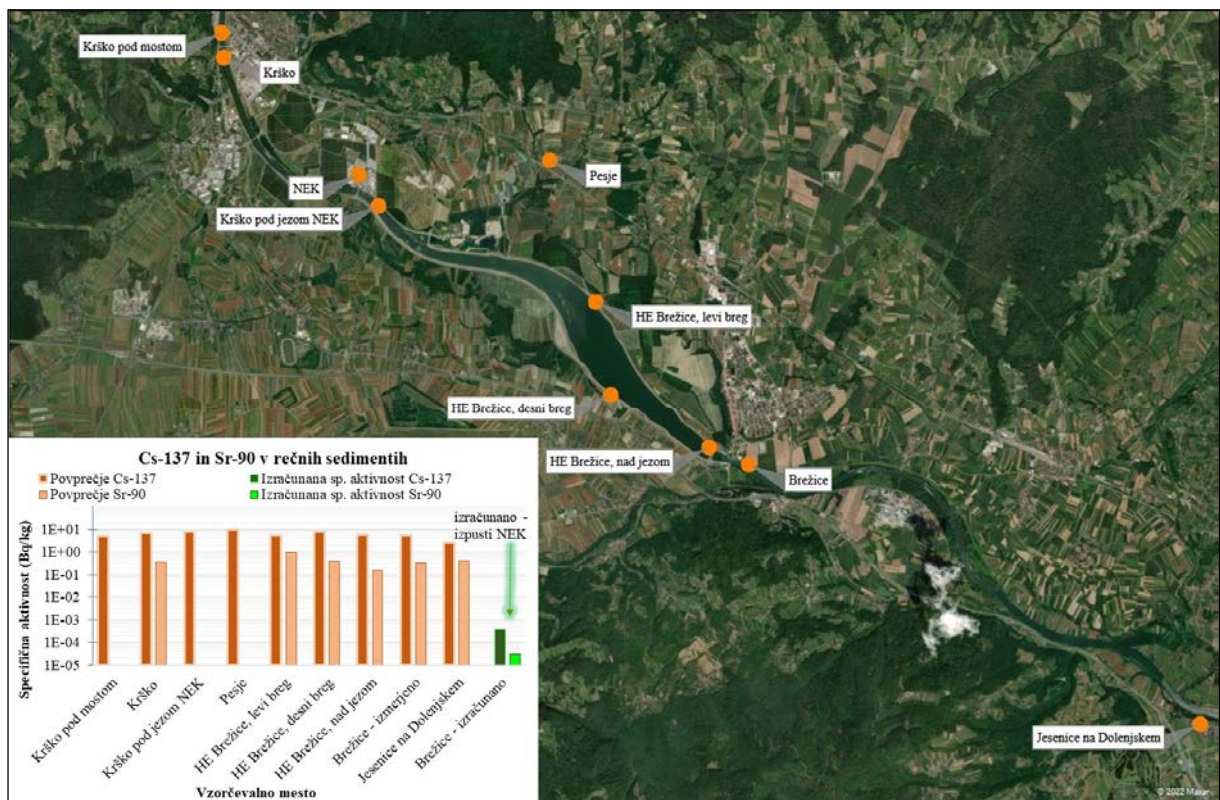 Krško pod mostom
Krško
NEK
Krško pod jezom NEK
Pesje
HE Brežice, levi breg
HE Brežice, desni breg
HE Brežice, nad jezom
Brežice
Jesenice na Dolenjskem
© 2022 Maxar
Cs-137 in Sr-90 v rečnih sedimentih
Povprečje Cs-137
Izračunana sp. aktivnost Cs-137
Povprečje Sr-90
Izračunana sp. aktivnost Sr-90
izračunano -
izpusti NEK
Specifična aktivnost (Bq/kg)
1E+01
1E+00
1E-01
1E-02
1E-03
1E-04
1E-05
Krško pod mostom
Krško
Krško pod jezom NEK
Pesje
HE Brežice, levi breg
HE Brežice, desni breg
HE Brežice, nad jezom
Brežice - izmerjeno
Jesenice na Dolenjskem
Brežice - izračunano
Vzorčevalno mesto